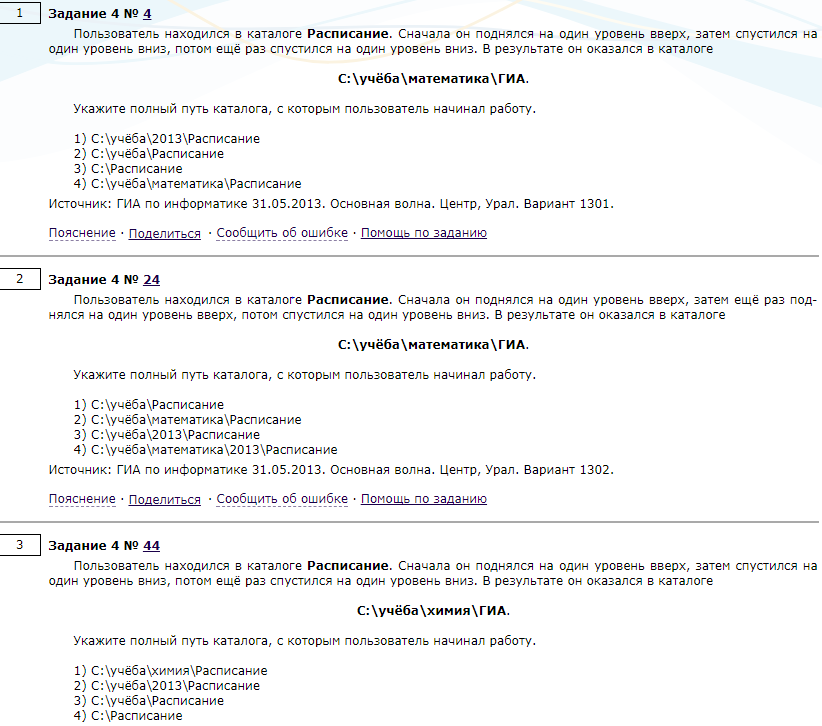 1
Задание 4 № 4
Пользователь находился в каталоге Расписание. Сначала он поднялся на один уровень вверх, затем спустился на
один уровень вниз, потом ещё раз спустился на один уровень вниз. В результате он оказался в каталоге
С:\учёба\математика\ГИА.
Укажите полный путь каталога, с которым пользователь начинал работу.
1) С:\учёба\2013\Расписание
2) С:\учёба\Расписание
3) С:\Расписание
4) С:\учёба\математика\Расписание
Источник: ГИА по информатике 31.05.2013. Основная волна. Центр, Урал. Вариант 1301.
Пояснение · Поделиться · Сообщить об ошибке · Помощь по заданию
2
Задание 4 № 24
Пользователь находился в каталоге Расписание. Сначала он поднялся на один уровень вверх, затем ещё раз под-
нялся на один уровень вверх, потом спустился на один уровень вниз. В результате он оказался в каталоге
С:\учёба\математика\ГИА.
Укажите полный путь каталога, с которым пользователь начинал работу.
1) С:\учёба\Расписание
2) С:\учёба\математика\Расписание
3) С:\учёба\2013\Расписание
4) С:\учёба\математика\2013\Расписание
Источник: ГИА по информатике 31.05.2013. Основная волна. Центр, Урал. Вариант 1302.
Пояснение · Поделиться · Сообщить об ошибке · Помощь по заданию
3
Задание 4 № 44
Пользователь находился в каталоге Расписание. Сначала он поднялся на один уровень вверх, затем спустился на
один уровень вниз, потом ещё раз спустился на один уровень вниз. В результате он оказался в каталоге
С:\учёба\химия\ГИА.
Укажите полный путь каталога, с которым пользователь начинал работу.
1) С:\учёба\химия\Расписание
2) С:\учёба\2013\Расписание
3) С:\учёба\Расписание
4) С:\Расписание